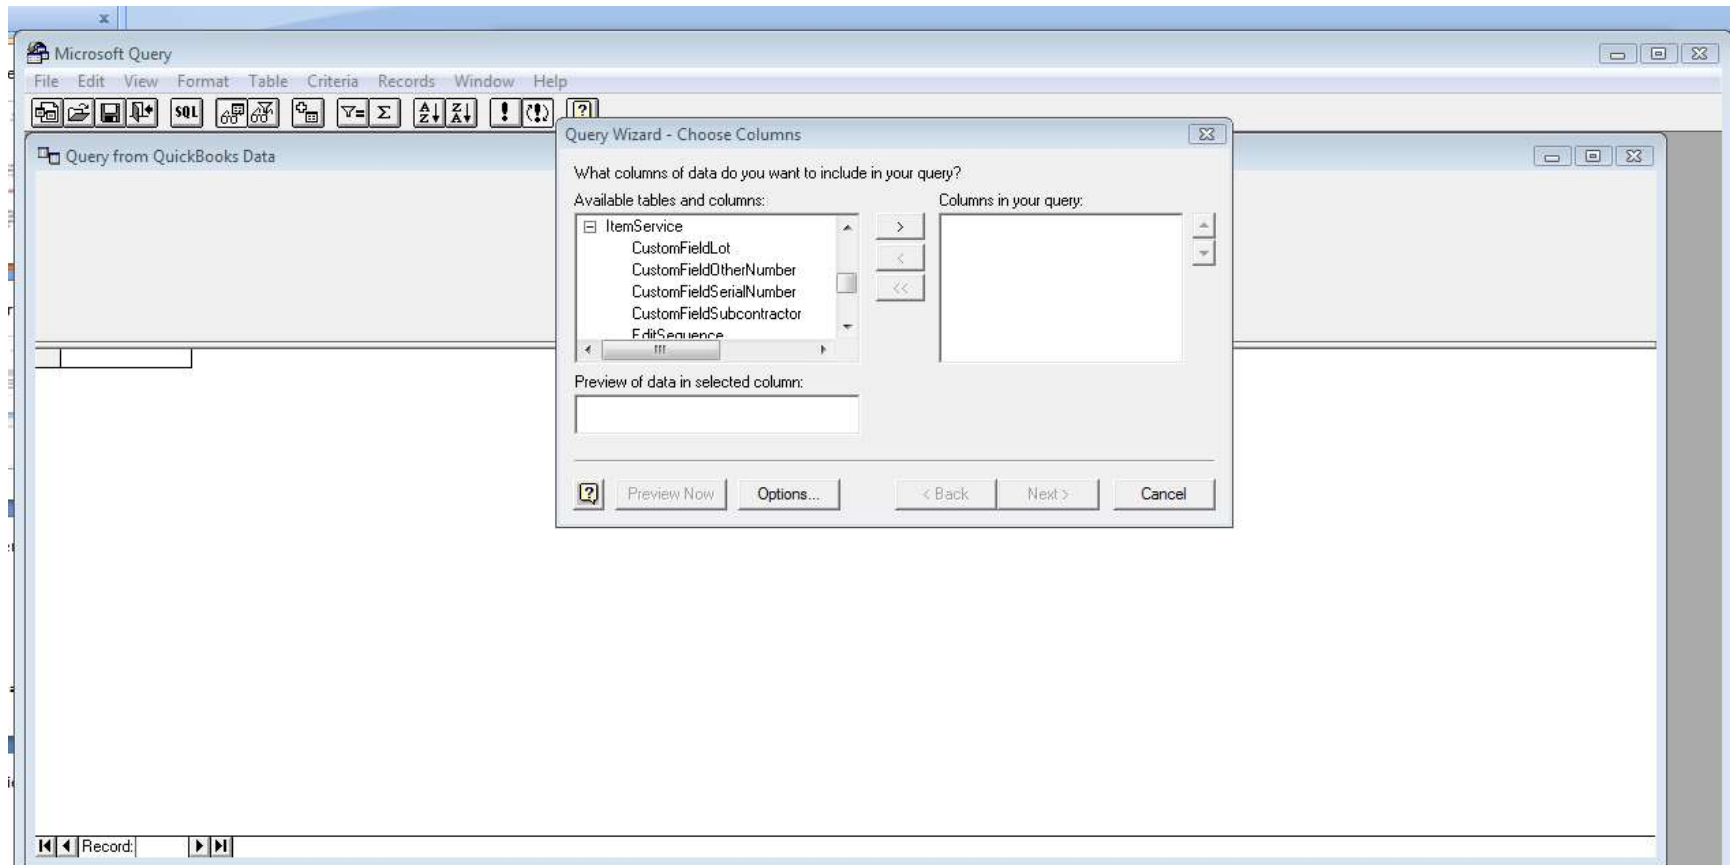 x
Microsoft Query
File Edit View Format Table Criteria Records Window Help
SQL
Query from QuickBooks Data
Query Wizard - Choose Columns
What columns of data do you want to include in your query?
Available tables and columns:
Columns in your query:
ItemService
CustomFieldLot
CustomFieldOtherNumber
CustomFieldSerialNumber
CustomFieldSubcontractor
EditSequence
>
<
<<
Preview of data in selected column:
Preview Now Options... < Back Next > Cancel
Record: